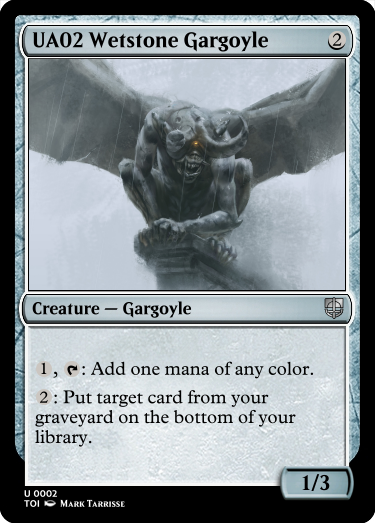 UA02 Wetstone Gargoyle 2
Creature — Gargoyle
1, T: Add one mana of any color.
2: Put target card from your
graveyard on the bottom of your
library.
1/3
U 0002
TOI Mark Tarrisse